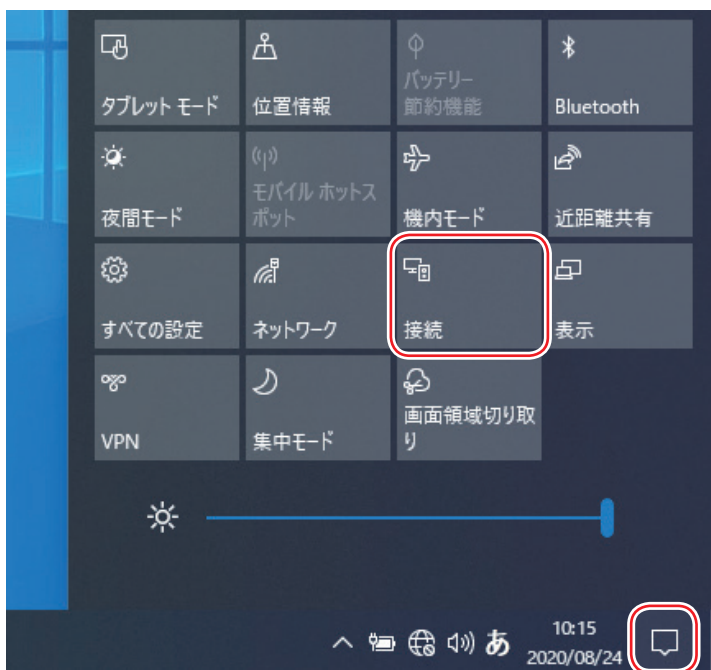 タブレット モード
位置情報
バッテリー
節約機能
Bluetooth
夜間モード
モバイル ホットス
ポット
機内モード
近距離共有
すべての設定
ネットワーク
接続
表示
VPN
集中モード
画面領域切り取
り
あ
10:15
2020/08/24